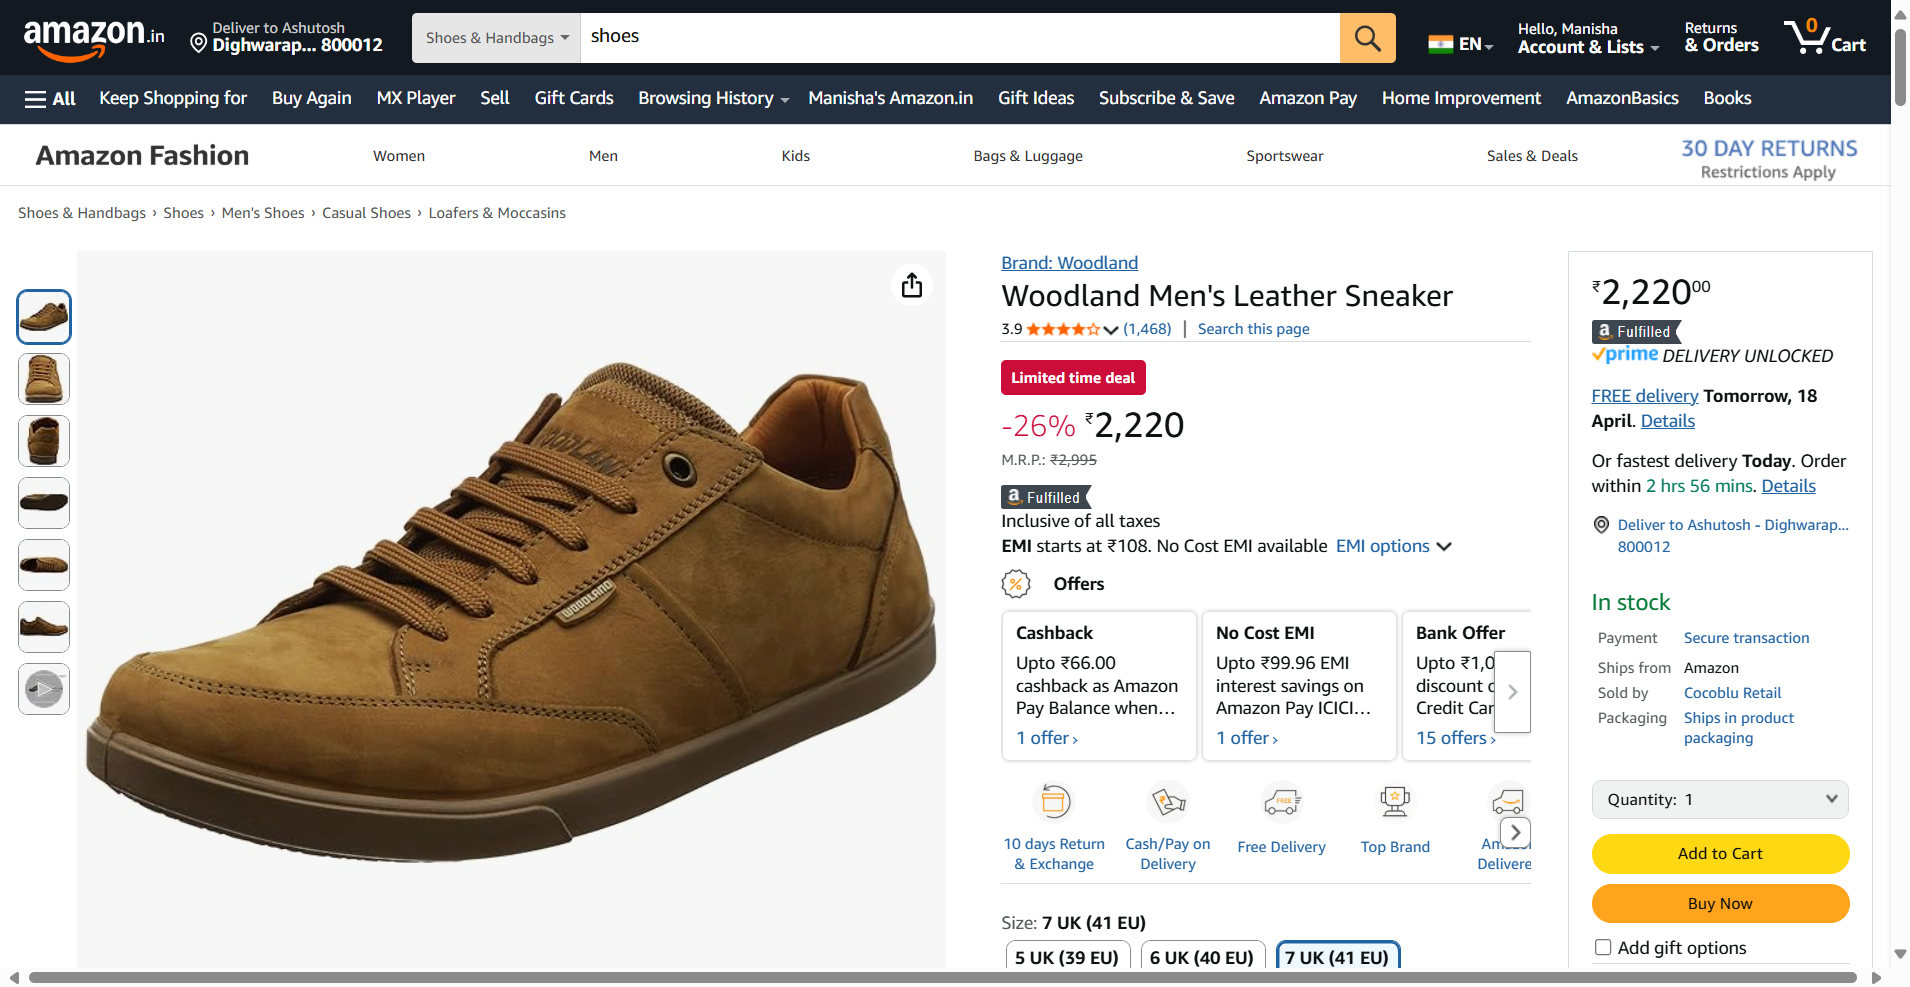 amazon.in
Deliver to Ashutosh
Dighwarap... 800012
Shoes & Handbags
shoes
EN
Hello, Manisha
Account & Lists
Returns
& Orders
0
Cart
All
Keep Shopping for
Buy Again
MX Player
Sell
Gift Cards
Browsing History
Manisha's Amazon.in
Gift Ideas
Subscribe & Save
Amazon Pay
Home Improvement
AmazonBasics
Books
Amazon Fashion
Women
Men
Kids
Bags & Luggage
Sportswear
Sales & Deals
30 DAY RETURNS
Restrictions Apply
Shoes & Handbags › Shoes › Men's Shoes › Casual Shoes › Loafers & Moccasins
WOODLAND
WOODLAND
Brand: Woodland
Woodland Men's Leather Sneaker
3.9 (1,468) | Search this page
Limited time deal
-26% ₹2,220
M.R.P.: ₹2,995
a Fulfilled
Inclusive of all taxes
EMI starts at ₹108. No Cost EMI available EMI options
% Offers
Cashback
Upto ₹66.00
cashback as Amazon
Pay Balance when...
1 offer ›
No Cost EMI
Upto ₹99.96 EMI
interest savings on
Amazon Pay ICICI...
1 offer ›
Bank Offer
Upto ₹1,0
discount
Credit Car
15 offers ›
10 days Return
& Exchange
Cash/Pay on
Delivery
FREE
Free Delivery
Top Brand
Delivere
Size: 7 UK (41 EU)
5 UK (39 EU)
6 UK (40 EU)
7 UK (41 EU)
₹2,220 00
a Fulfilled
prime DELIVERY UNLOCKED
FREE delivery Tomorrow, 18
April. Details
Or fastest delivery Today. Order
within 2 hrs 56 mins. Details
Deliver to Ashutosh - Dighwarap...
800012
In stock
Payment Secure transaction
Ships from Amazon
Sold by Cocoblu Retail
Packaging Ships in product
packaging
Quantity: 1
Add to Cart
Buy Now
Add gift options